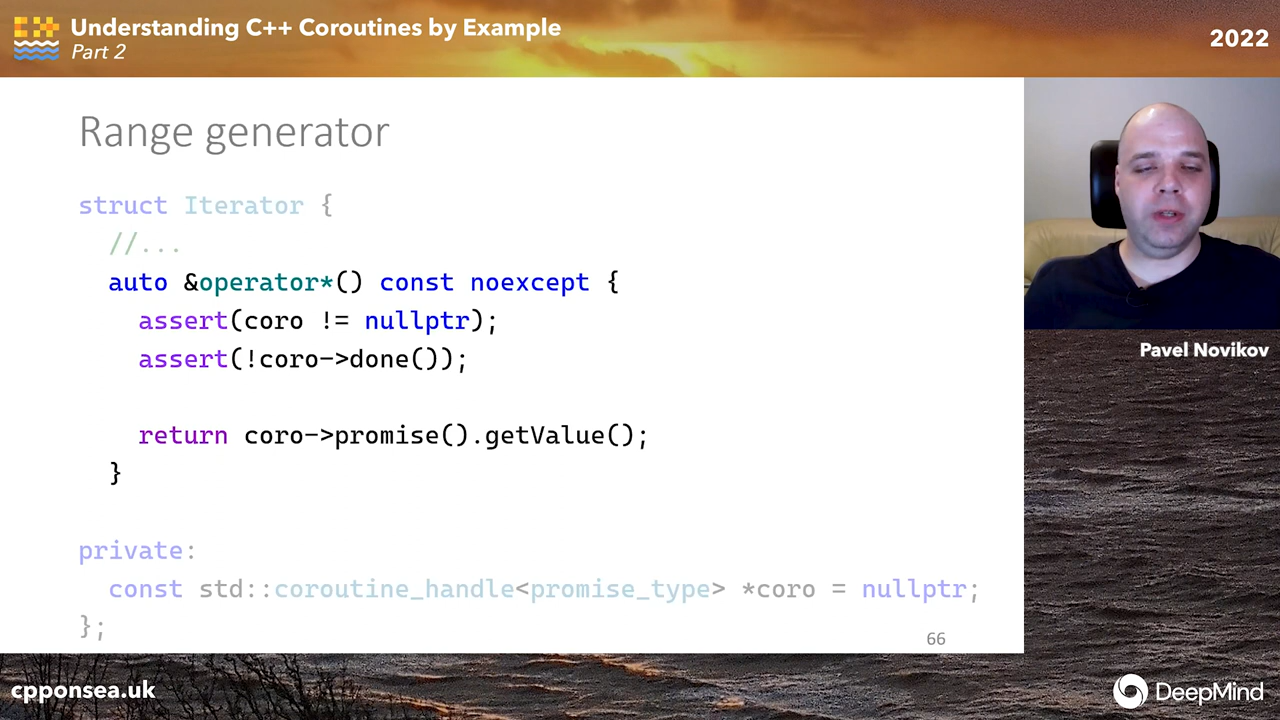 Understanding C++ Coroutines by Example
Part 2
2022
Range generator
struct Iterator {
//...
auto &operator*() const noexcept {
assert(coro != nullptr);
assert(!coro->done());
return coro->promise().getValue();
}
private:
const std::coroutine_handle<promise_type> *coro = nullptr;
};
66
Pavel Novikov
cpponsea.uk
DeepMind